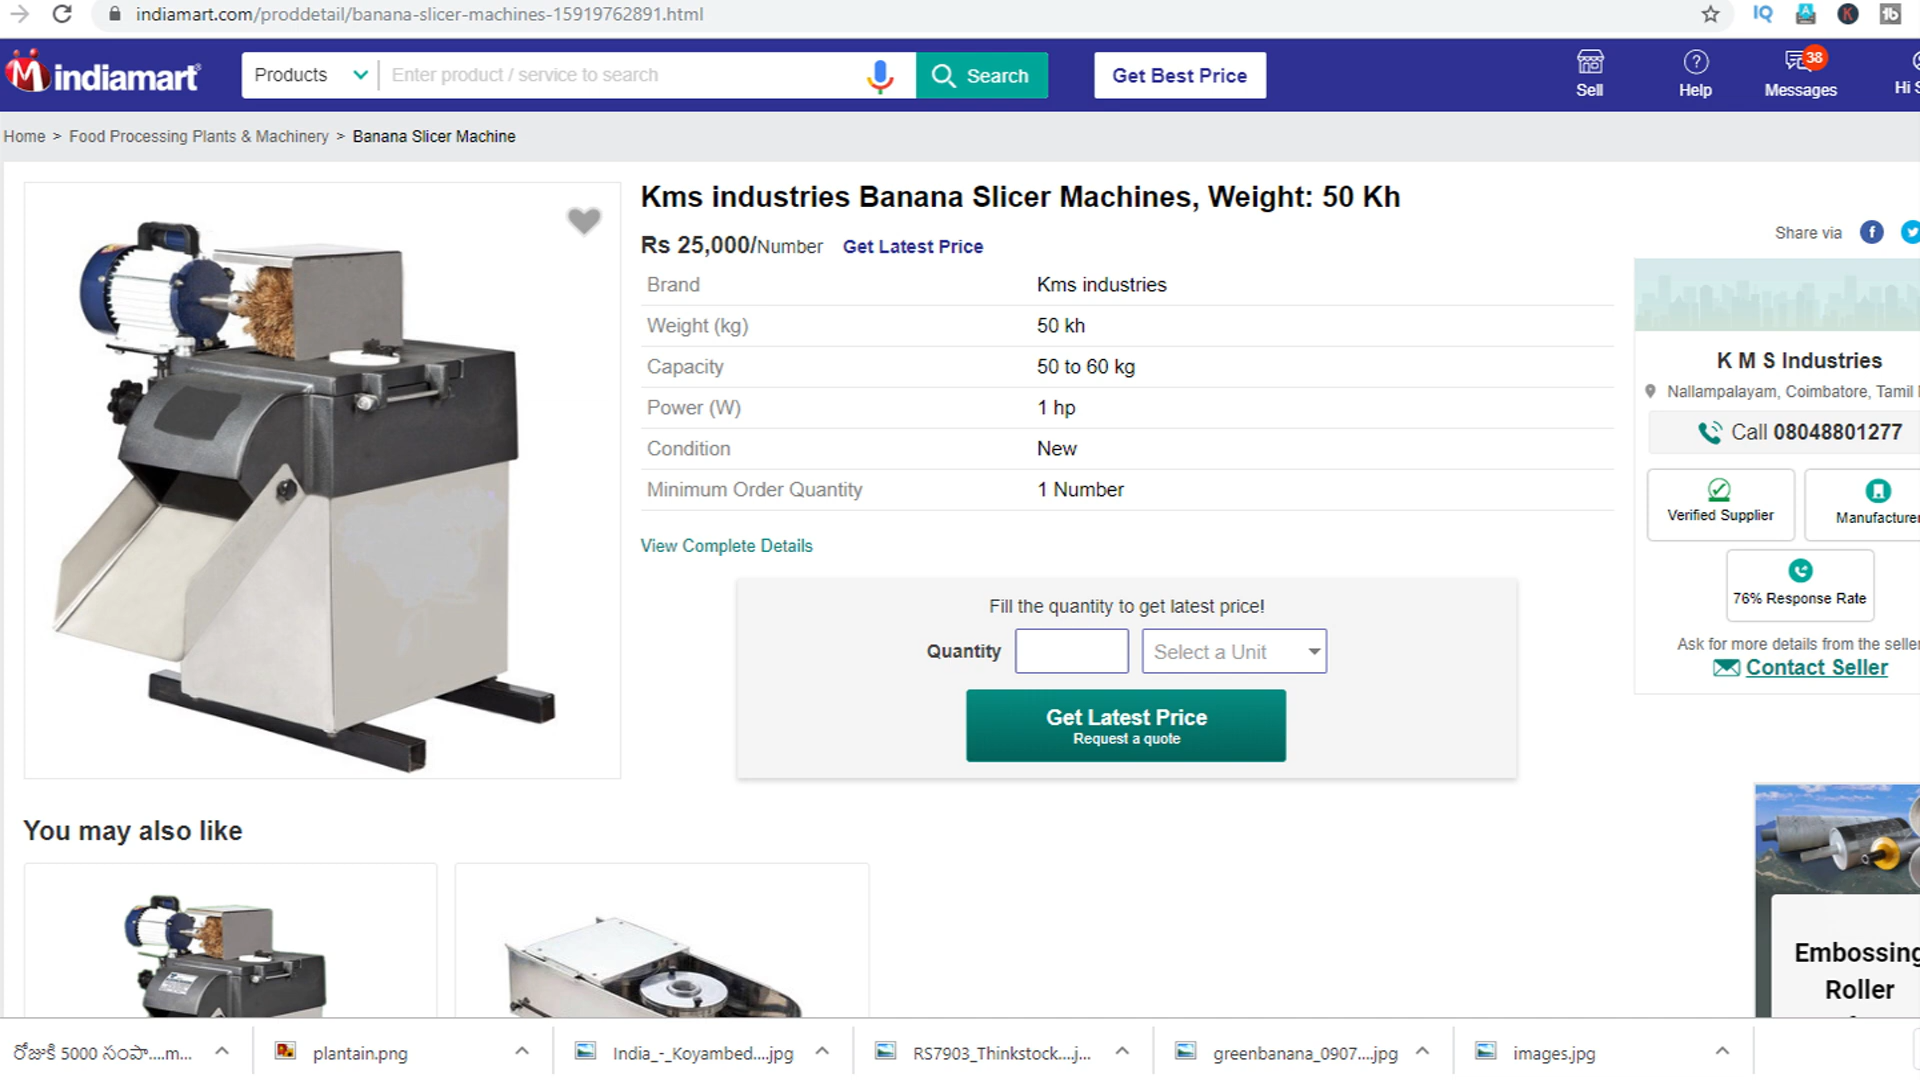 indiamart.com/proddetail/banana-slicer-machines-15919762891.html
IQ
K
indiamart
Products
Enter product / service to search
Search
Get Best Price
Sell
Help
38
Messages
Hi S
Home > Food Processing Plants & Machinery > Banana Slicer Machine
Kms industries Banana Slicer Machines, Weight: 50 Kh
Rs 25,000/Number Get Latest Price
Brand Kms industries
Weight (kg) 50 kh
Capacity 50 to 60 kg
Power (W) 1 hp
Condition New
Minimum Order Quantity 1 Number
View Complete Details
Fill the quantity to get latest price!
Quantity Select a Unit
Get Latest Price
Request a quote
Share via
K M S Industries
Nallampalayam, Coimbatore, Tamil
Call 08048801277
Verified Supplier
Manufacturer
76% Response Rate
Ask for more details from the seller
Contact Seller
You may also like
Embossing
Roller
రోజుకి 5000 సంపా....m...
plantain.png
India_-_Koyambed....jpg
RS7903_Thinkstock....j...
greenbanana_0907....jpg
images.jpg